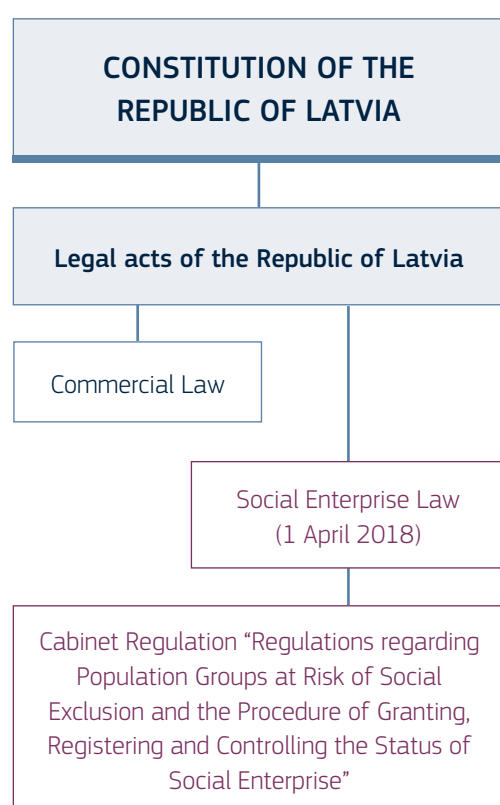 CONSTITUTION OF THE
REPUBLIC OF LATVIA
Legal acts of the Republic of Latvia
Commercial Law
Social Enterprise Law
(1 April 2018)
Cabinet Regulation “Regulations regarding
Population Groups at Risk of Social
Exclusion and the Procedure of Granting,
Registering and Controlling the Status of
Social Enterprise”